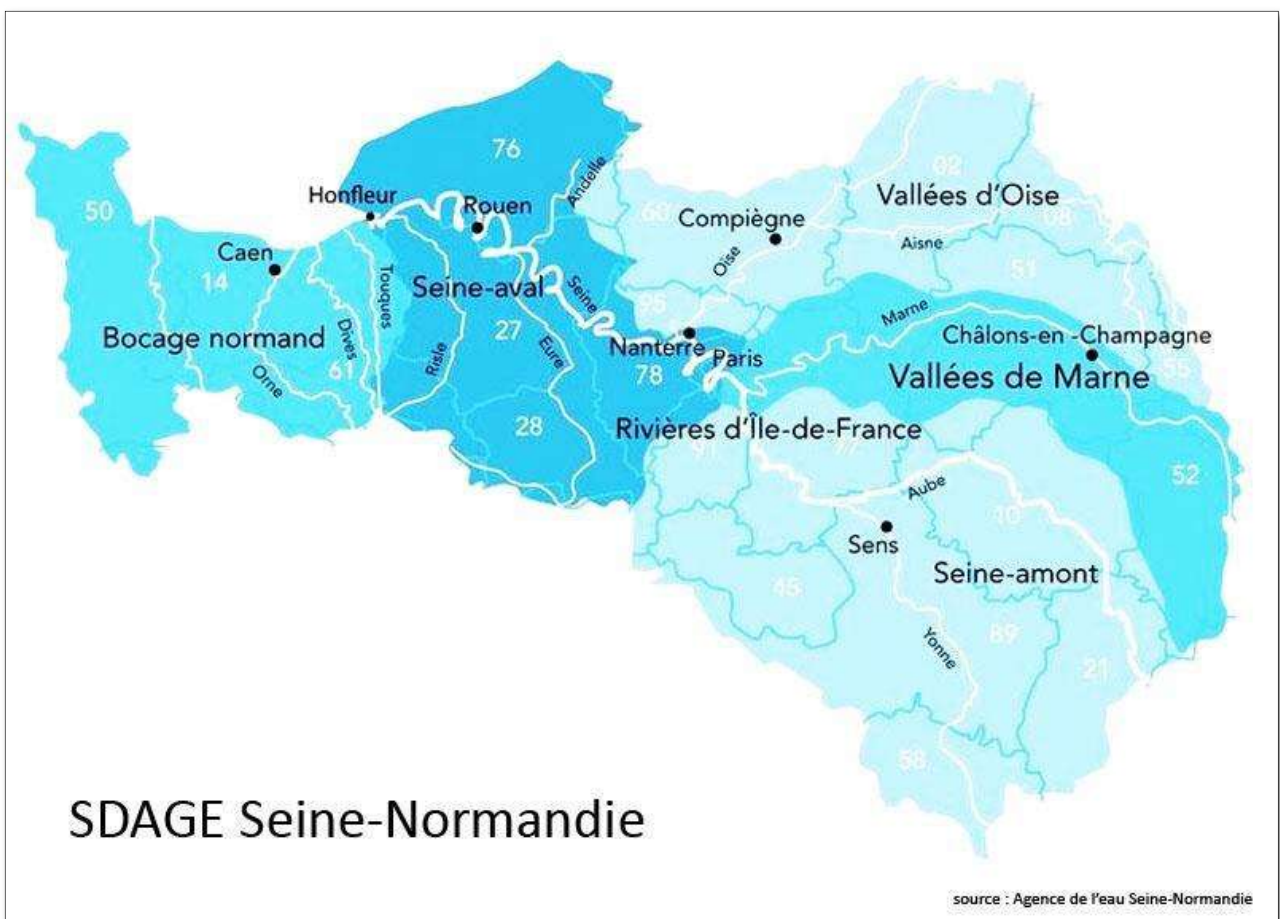 76
02
Andelle
50
Honfleur
Rouen
60
Compiègne
Vallées d'Oise
08
Aisne
Oise
Caen
14
Touques
Seine-aval
Seine
51
95
Marne
Bocage normand
Dives
27
Nanterre
Paris
Châlons-en -Champagne
55
Orne
61
Risle
Eure
78
Vallées de Marne
28
Rivières d'Île-de-France
91
77
52
Aube
10
Sens
Seine-amont
45
89
Yonne
21
58
SDAGE Seine-Normandie
source : Agence de l'eau Seine-Normandie